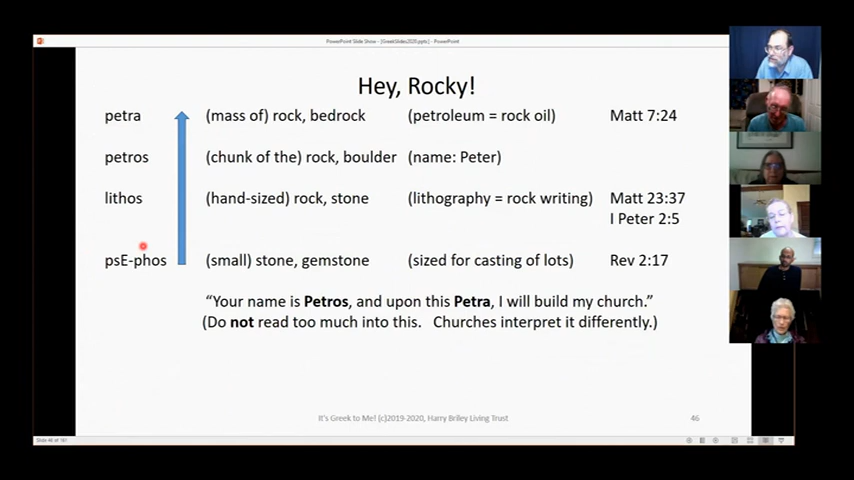 PowerPoint Slide Show - [GreekSlides2020.pptx] - PowerPoint
Hey, Rocky!
petra (mass of) rock, bedrock (petroleum = rock oil) Matt 7:24
petros (chunk of the) rock, boulder (name: Peter)
lithos (hand-sized) rock, stone (lithography = rock writing) Matt 23:37
I Peter 2:5
psE-phos (small) stone, gemstone (sized for casting of lots) Rev 2:17
“Your name is Petros, and upon this Petra, I will build my church.”
(Do not read too much into this. Churches interpret it differently.)
It's Greek to Me! (c)2019-2020, Harry Briley Living Trust 46
Slide 46 of 161